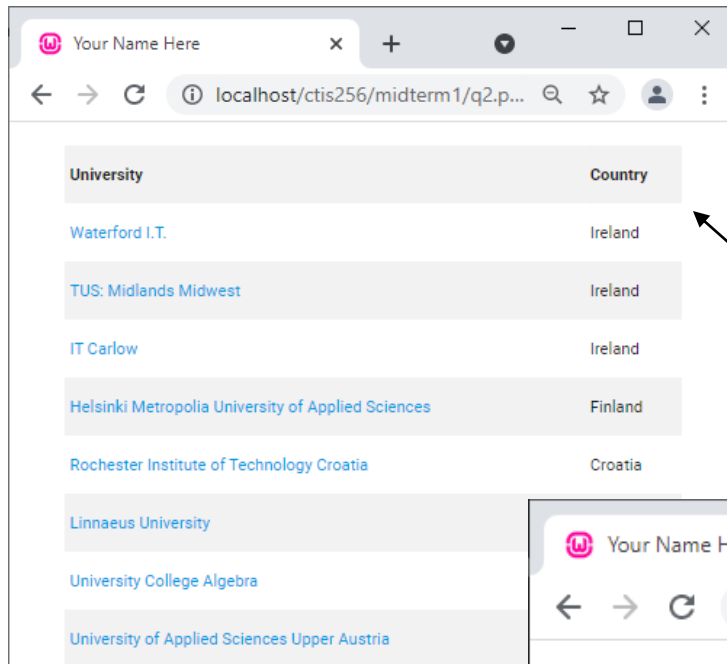 Your Name Here
localhost/ctis256/midterm1/q2.p...
University Country
Waterford I.T. Ireland
TUS: Midlands Midwest Ireland
IT Carlow Ireland
Helsinki Metropolia University of Applied Sciences Finland
Rochester Institute of Technology Croatia Croatia
Linnaeus University
Your Name H
University College Algebra
University of Applied Sciences Upper Austria